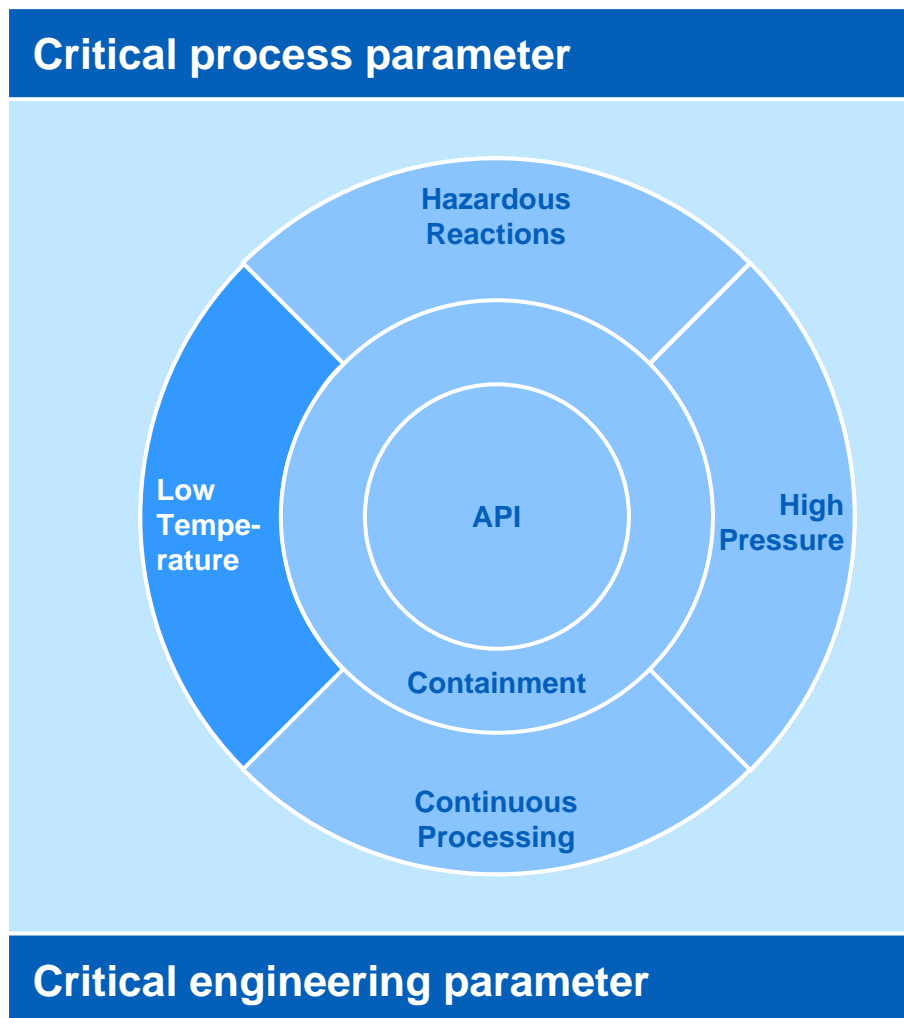 Critical process parameter
Hazardous
Reactions
Low
Tempe-
rature
API
High
Pressure
Containment
Continuous
Processing
Critical engineering parameter